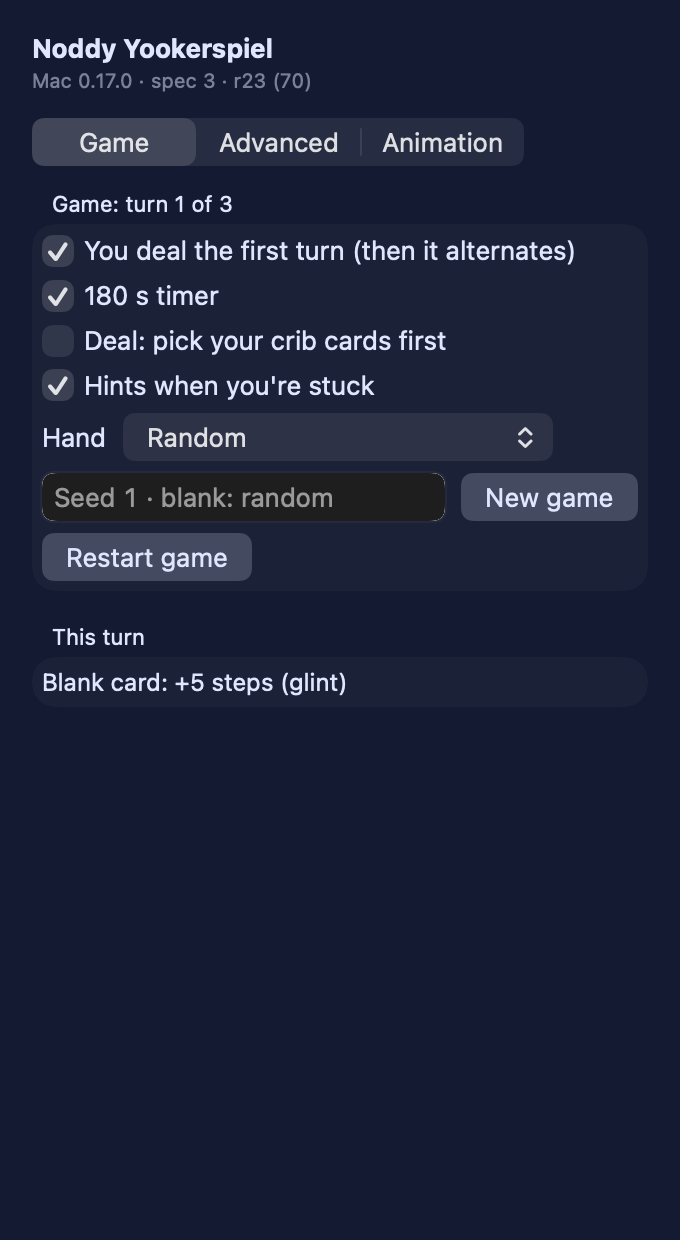 Noddy Yookerspiel
Mac 0.17.0 · spec 3 · r23 (70)
Game Advanced Animation
Game: turn 1 of 3
You deal the first turn (then it alternates)
180 s timer
Deal: pick your crib cards first
Hints when you're stuck
Hand Random
Seed 1 · blank: random New game
Restart game
This turn
Blank card: +5 steps (glint)